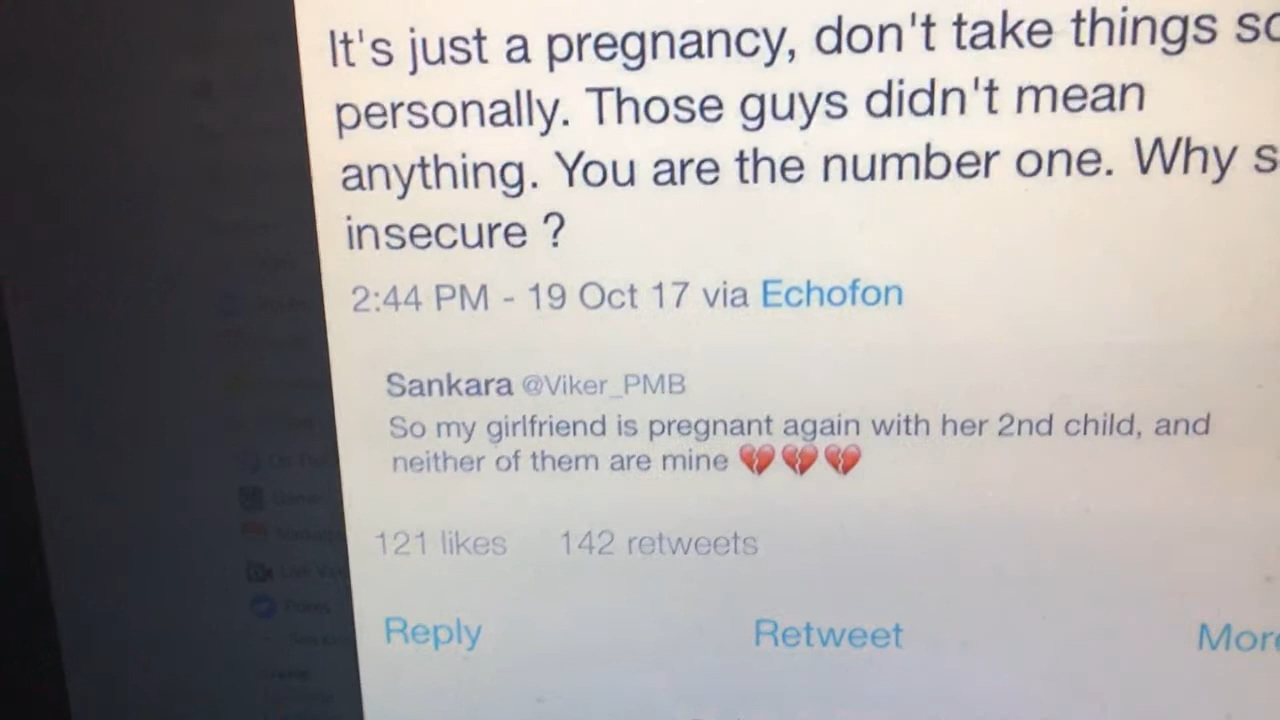 It's just a pregnancy, don't take things
personally. Those guys didn't mean
anything. You are the number one. Why
insecure ?
2:44 PM - 19 Oct 17 via Echofon
Sankara @Viker_PMB
So my girlfriend is pregnant again with her 2nd child, and
neither of them are mine 💔💔💔
121 likes 142 retweets
Reply Retweet More
Pokes